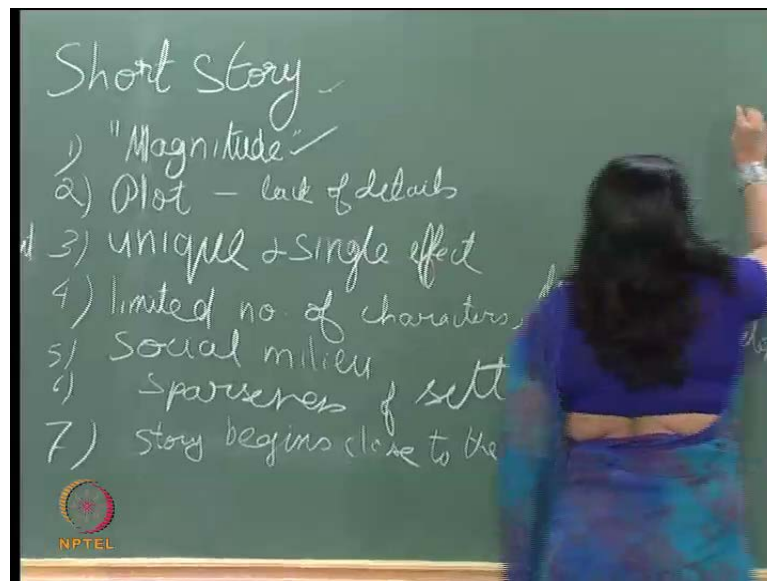 Short Story
1) "Magnitude"
2) Plot - lack of details
3) unique & single effect
4) limited no. of characters,
5) Social milieu
6) sparseness of sett
7) story begins close to the
NPTEL